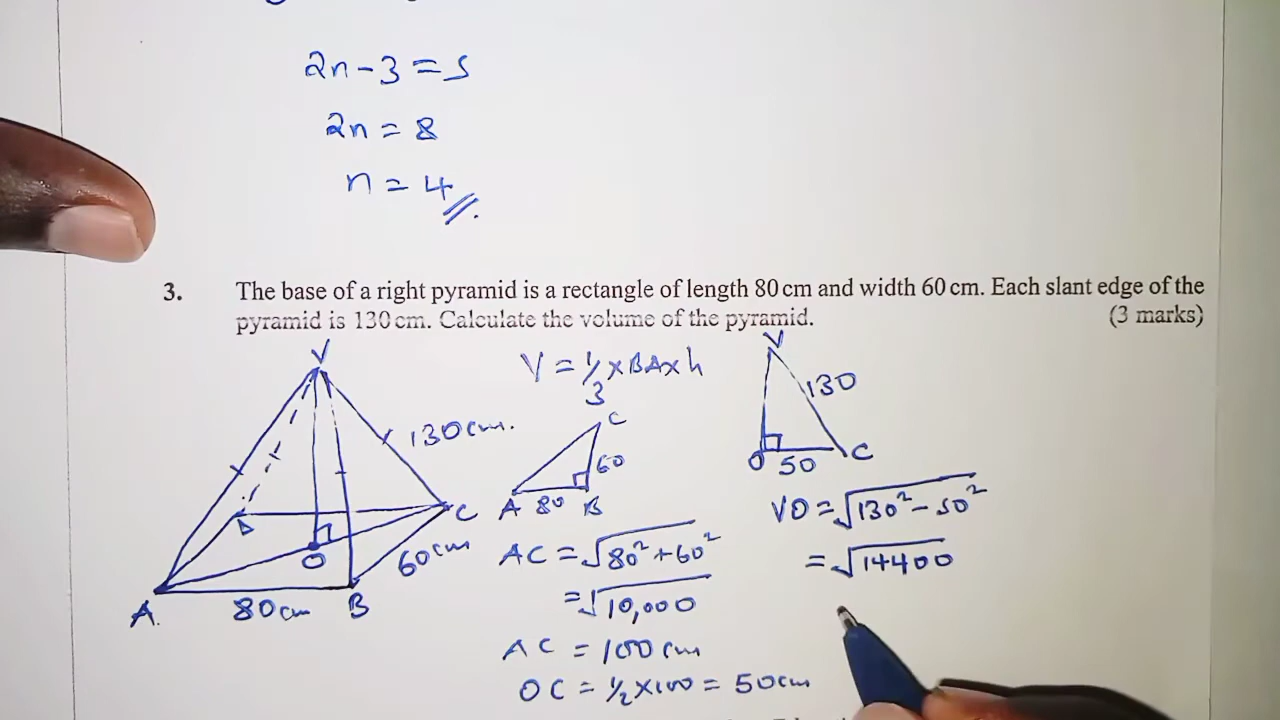 2n - 3 = 5
2n = 8
n = 4
3. The base of a right pyramid is a rectangle of length 80 cm and width 60 cm. Each slant edge of the
pyramid is 130 cm. Calculate the volume of the pyramid. (3 marks)
V
130cm.
D
C
O
60cm
A.
80cm
B
V = 1/3 x BA x h
C
60
A 80 B
AC = √80² + 60²
= √10,000
AC = 100 cm
OC = 1/2 x 100 = 50cm
V
130
O 50 C
VO = √130² - 50²
= √14400